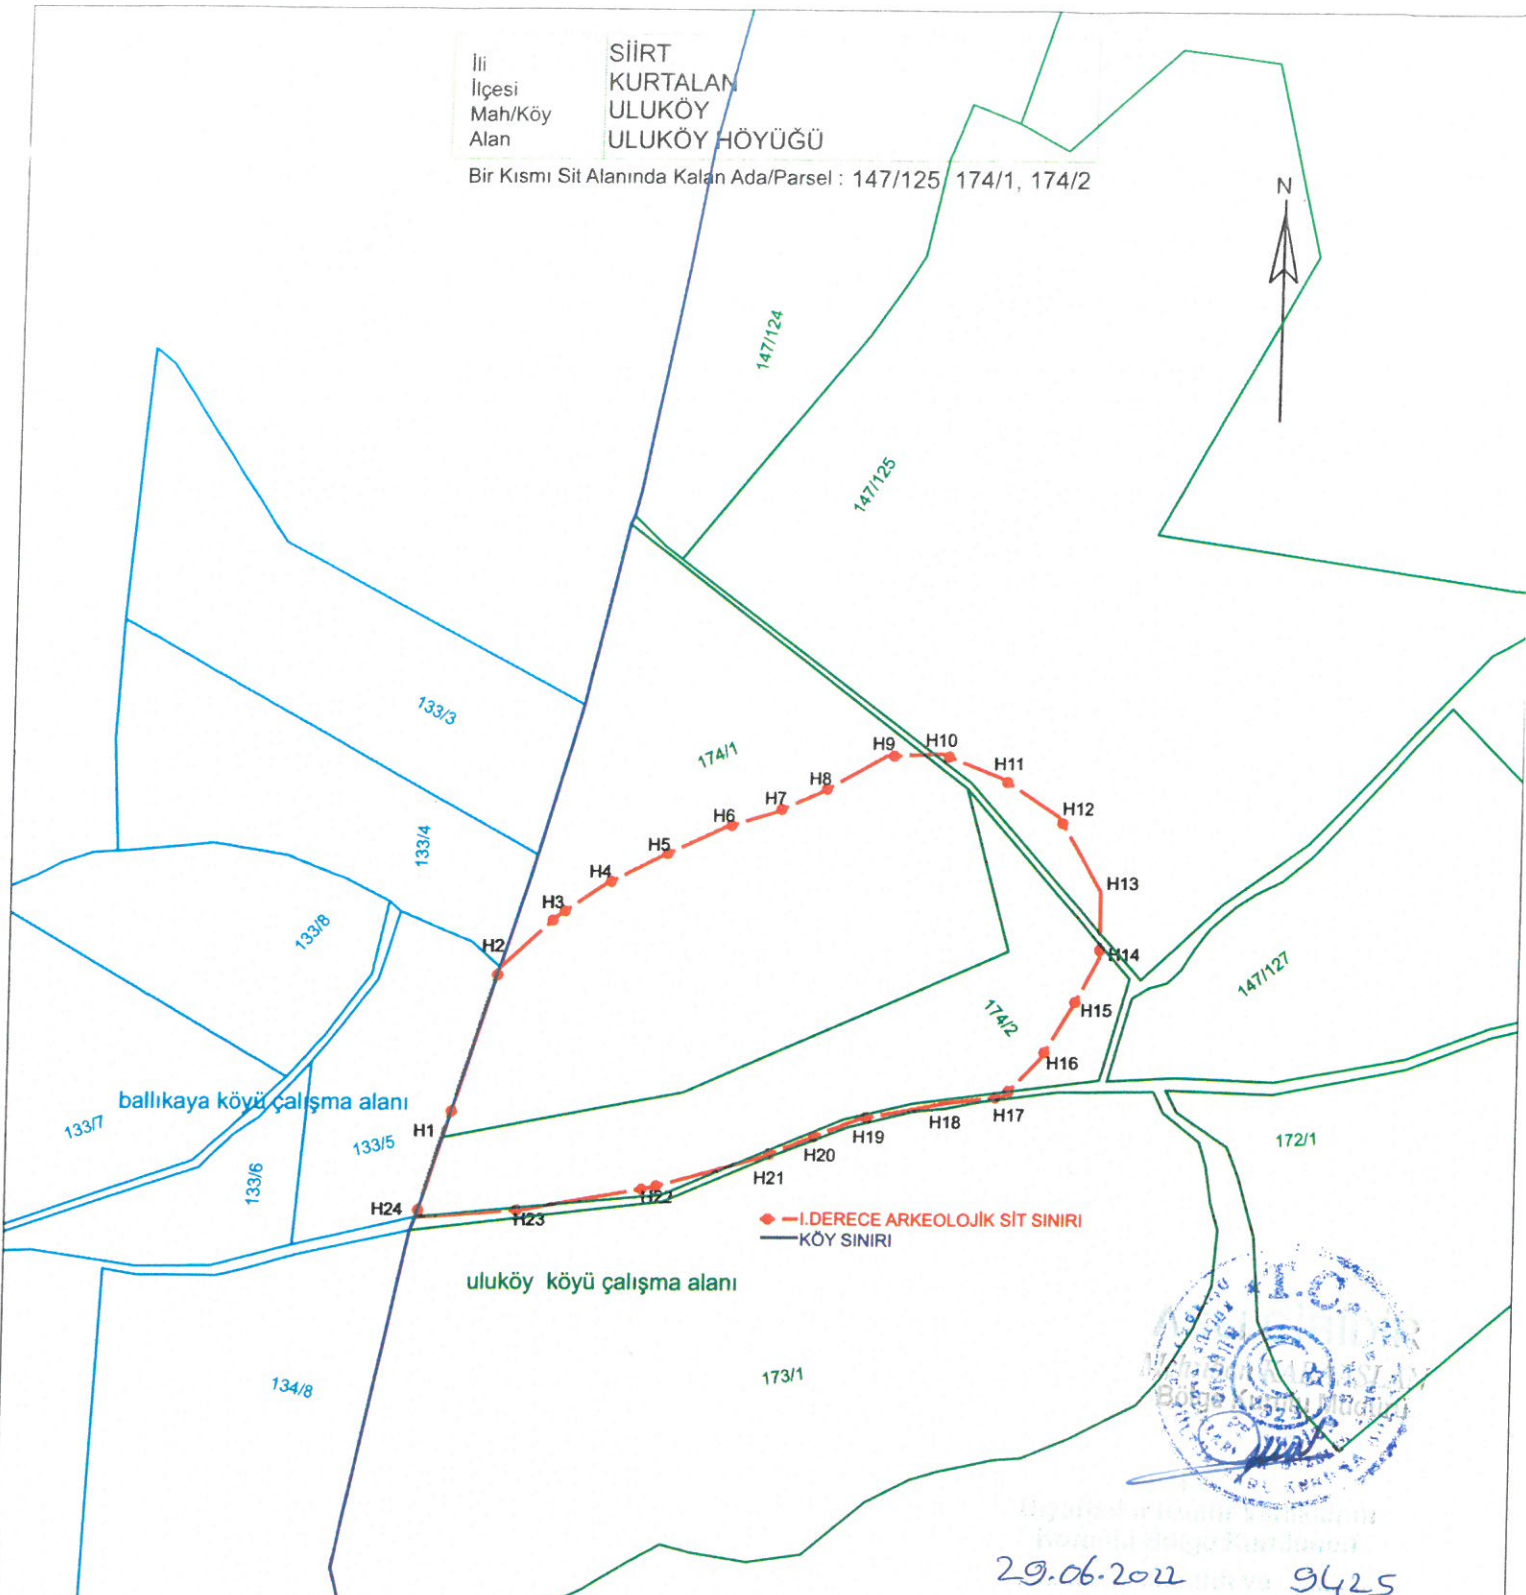 İli SİİRT
İlçesi KURTALAN
Mah/Köy ULUKÖY
Alan ULUKÖY HÖYÜĞÜ
Bir Kısmı Sit Alanında Kalan Ada/Parsel : 147/125 174/1, 174/2
N
147/124
147/125
133/3
174/1
133/4
133/8
H9
H10
H11
H8
H12
H7
H6
H5
H4
H13
H3
H2
H14
147/127
174/2
H15
H16
ballıkaya köyü çalışma alanı
133/7
H1
133/5
133/6
H17
H18
H19
H20
H21
172/1
H22
H23
H24
I.DERECE ARKEOLOJİK SİT SINIRI
KÖY SINIRI
uluköy köyü çalışma alanı
134/8
173/1
T.C.
Bölge Kurulu Müdürü
29.06.2022 9425